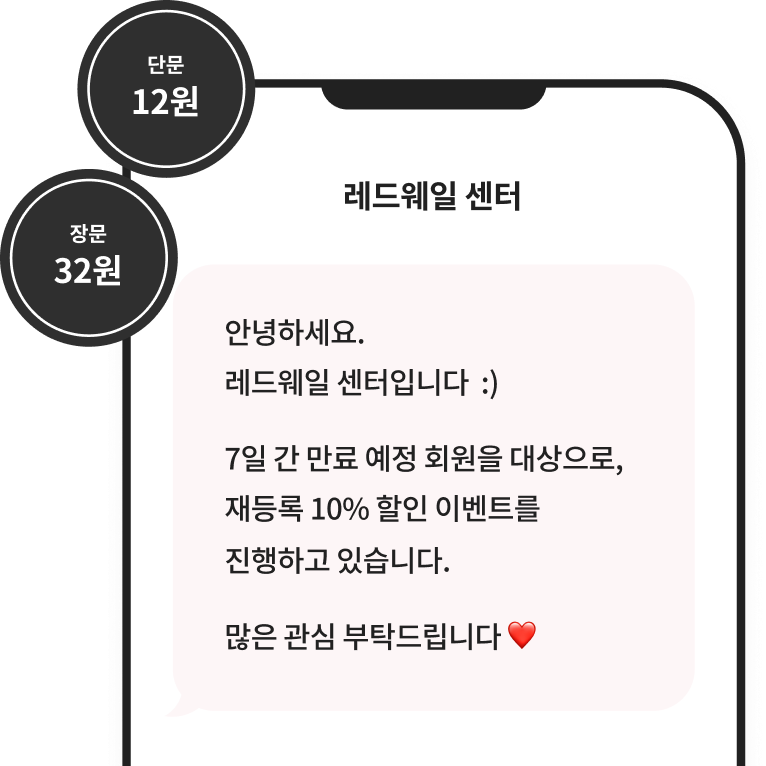 단문
12원
장문
32원
레드웨일 센터
안녕하세요.
레드웨일 센터입니다 :)
7일 간 만료 예정 회원을 대상으로,
재등록 10% 할인 이벤트를
진행하고 있습니다.
많은 관심 부탁드립니다 ❤️